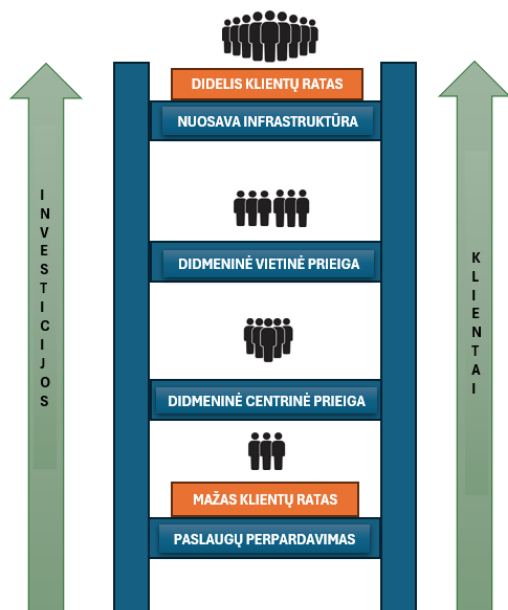 DIDELIS KLIENTŲ RATAS
NUOSAVA INFRASTRUKTŪRA
INVESTICIJOS
DIDMENINĖ VIETINĖ PRIEIGA
KLIENTAI
DIDMENINĖ CENTRINĖ PRIEIGA
MAŽAS KLIENTŲ RATAS
PASLAUGŲ PERPARDAVIMAS